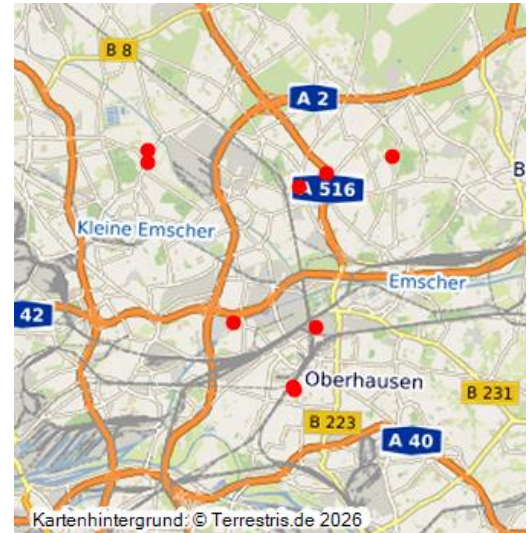 B 8
A 2
B
A 516
Kleine Emscher
Emscher
42
Oberhausen
B 231
B 223
A 40
Kartenhintergrund: © Terrestris.de 2026